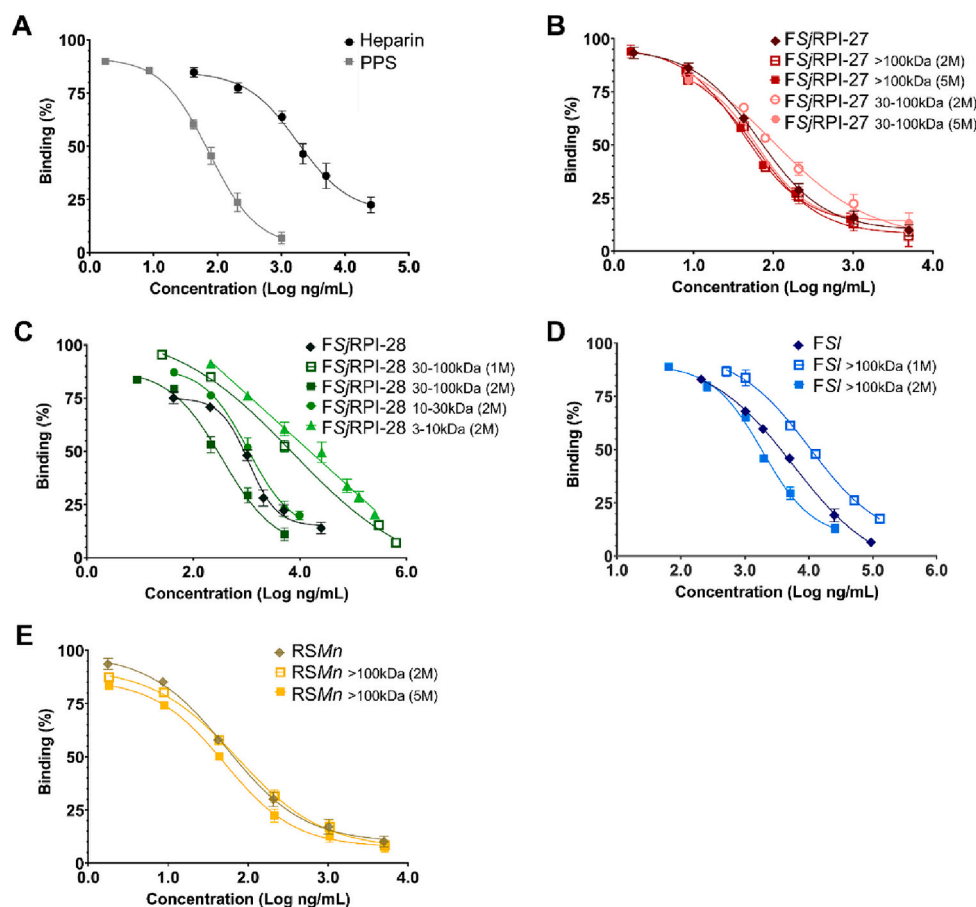 A
Heparin
PPS
Binding (%)
100
75
50
25
0
0.0 1.0 2.0 3.0 4.0 5.0
Concentration (Log ng/mL)
B
FSjRPI-27
FSjRPI-27 >100kDa (2M)
FSjRPI-27 >100kDa (5M)
FSjRPI-27 30-100kDa (2M)
FSjRPI-27 30-100kDa (5M)
Binding (%)
100
75
50
25
0
0.0 1.0 2.0 3.0 4.0
Concentration (Log ng/mL)
C
FSjRPI-28
FSjRPI-28 30-100kDa (1M)
FSjRPI-28 30-100kDa (2M)
FSjRPI-28 10-30kDa (2M)
FSjRPI-28 3-10kDa (2M)
Binding (%)
100
75
50
25
0
0.0 2.0 4.0 6.0
Concentration (Log ng/mL)
D
FSl
FSl >100kDa (1M)
FSl >100kDa (2M)
Binding (%)
100
75
50
25
0
1.0 2.0 3.0 4.0 5.0 6.0
Concentration (Log ng/mL)
E
RSMn
RSMn >100kDa (2M)
RSMn >100kDa (5M)
Binding (%)
100
75
50
25
0
0.0 1.0 2.0 3.0 4.0
Concentration (Log ng/mL)